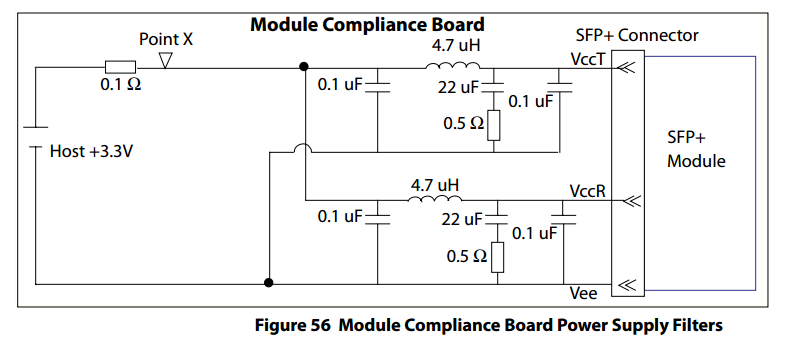 Module Compliance Board
Point X
4.7 uH
SFP+ Connector
VccT
0.1 Ω
0.1 uF
22 uF
0.1 uF
0.5 Ω
Host +3.3V
SFP+
Module
4.7 uH
VccR
0.1 uF
22 uF
0.1 uF
0.5 Ω
Vee
Figure 56 Module Compliance Board Power Supply Filters